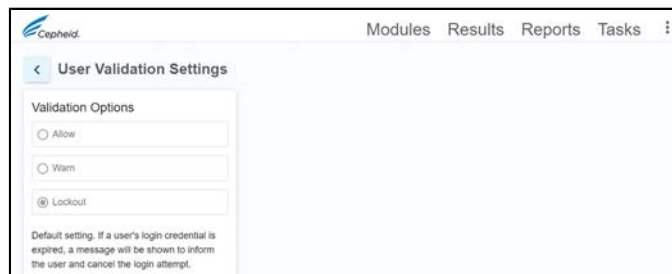 Cepheid.
Modules Results Reports Tasks
User Validation Settings
Validation Options
Allow
Warn
Lockout
Default setting. If a user's login credential is
expired, a message will be shown to inform
the user and cancel the login attempt.